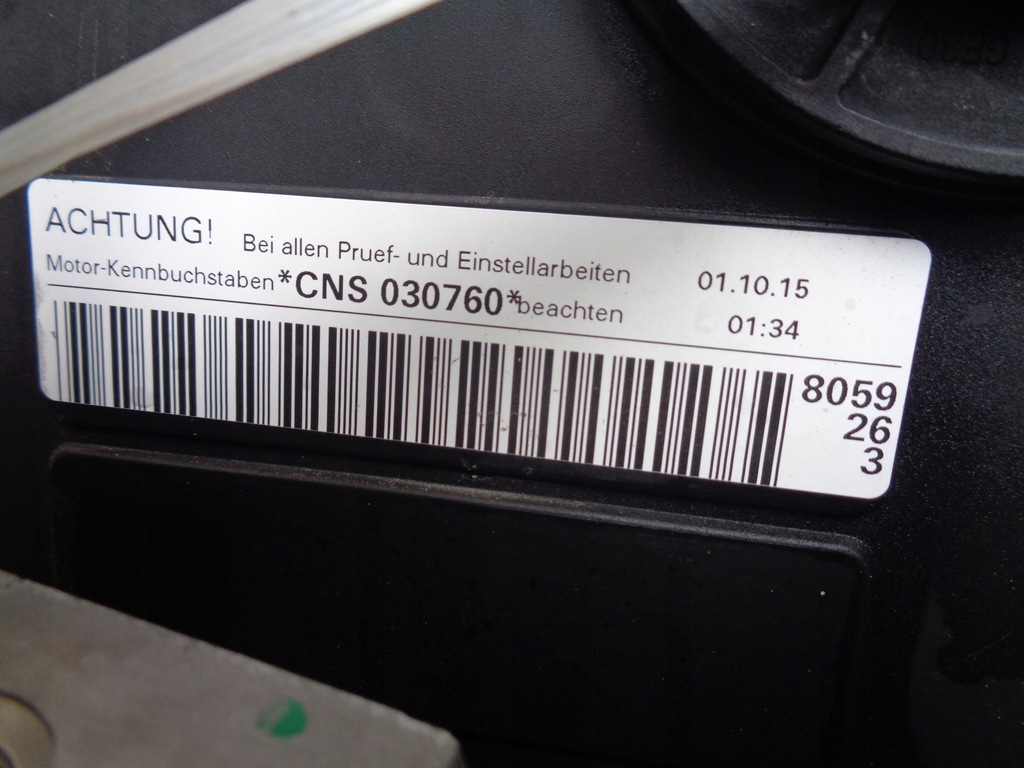 ACHTUNG! Bei allen Pruef- und Einstellarbeiten 01.10.15
Motor-Kennbuchstaben *CNS 030760* beachten 01:34
8059
26
3